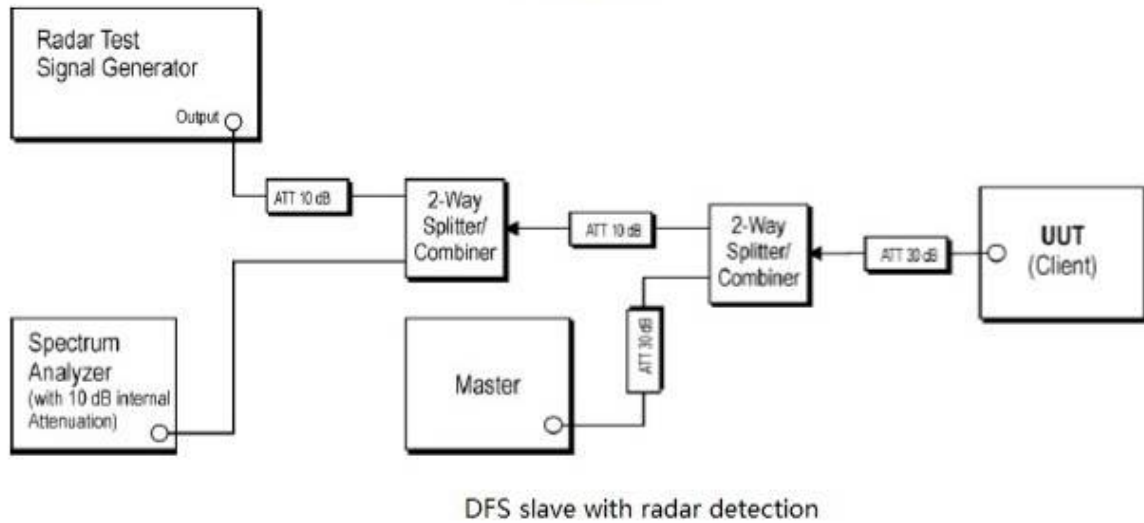 Radar Test
Signal Generator
Output
ATT 10 dB
2-Way
Splitter/
Combiner
ATT 10 dB
2-Way
Splitter/
Combiner
ATT 30 dB
UUT
(Client)
Spectrum
Analyzer
(with 10 dB internal
Attenuation)
Master
ATT 30 dB
DFS slave with radar detection